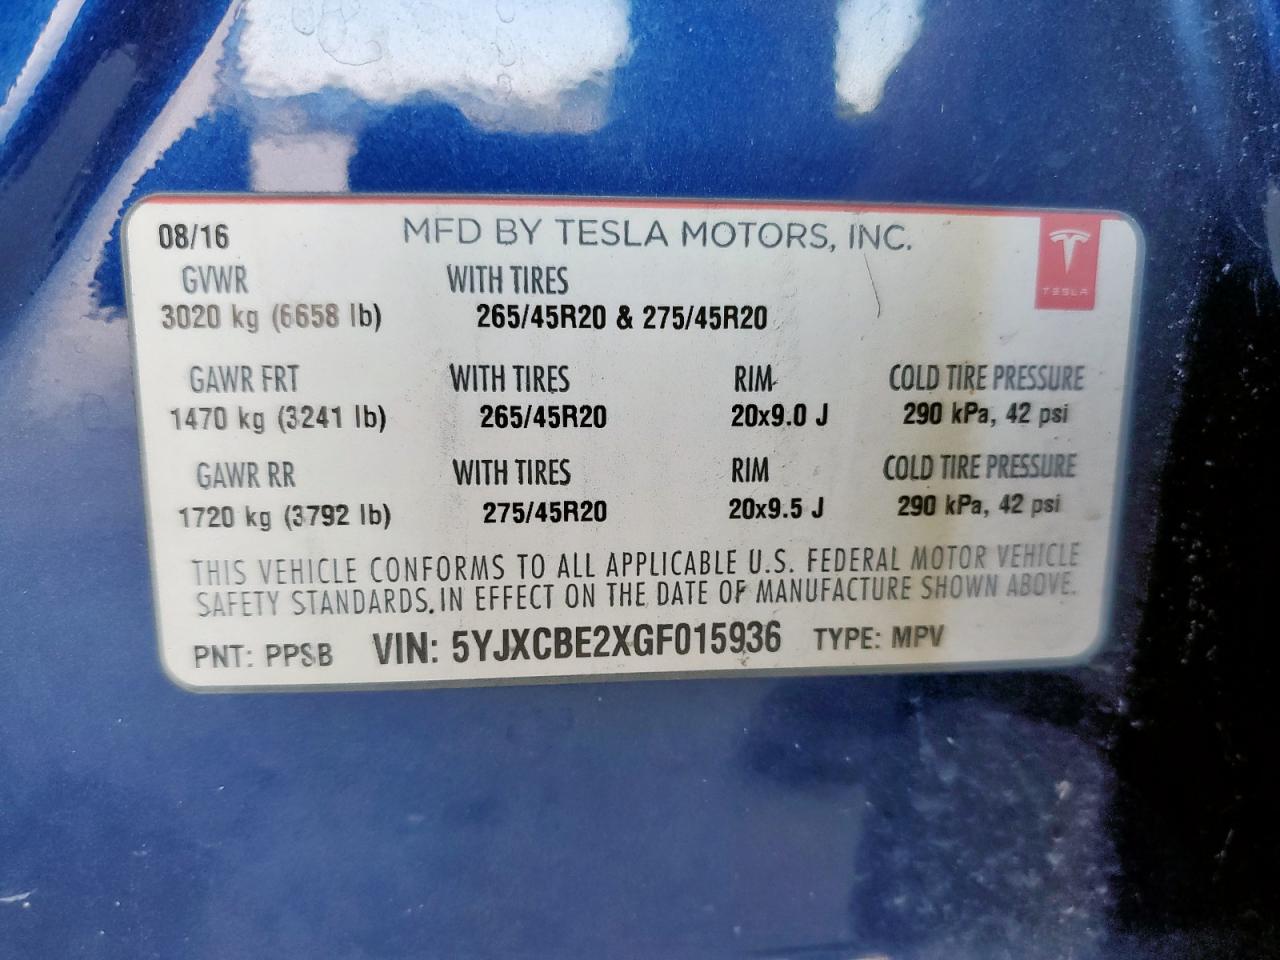 08/16 MFD BY TESLA MOTORS, INC.
TESLA
GVWR WITH TIRES
3020 kg (6658 lb) 265/45R20 & 275/45R20
GAWR FRT WITH TIRES RIM COLD TIRE PRESSURE
1470 kg (3241 lb) 265/45R20 20x9.0 J 290 kPa, 42 psi
GAWR RR WITH TIRES RIM COLD TIRE PRESSURE
1720 kg (3792 lb) 275/45R20 20x9.5 J 290 kPa, 42 psi
THIS VEHICLE CONFORMS TO ALL APPLICABLE U.S. FEDERAL MOTOR VEHICLE
SAFETY STANDARDS, IN EFFECT ON THE DATE OF MANUFACTURE SHOWN ABOVE.
PNT: PPSB VIN: 5YJXCBE2XGF015936 TYPE: MPV